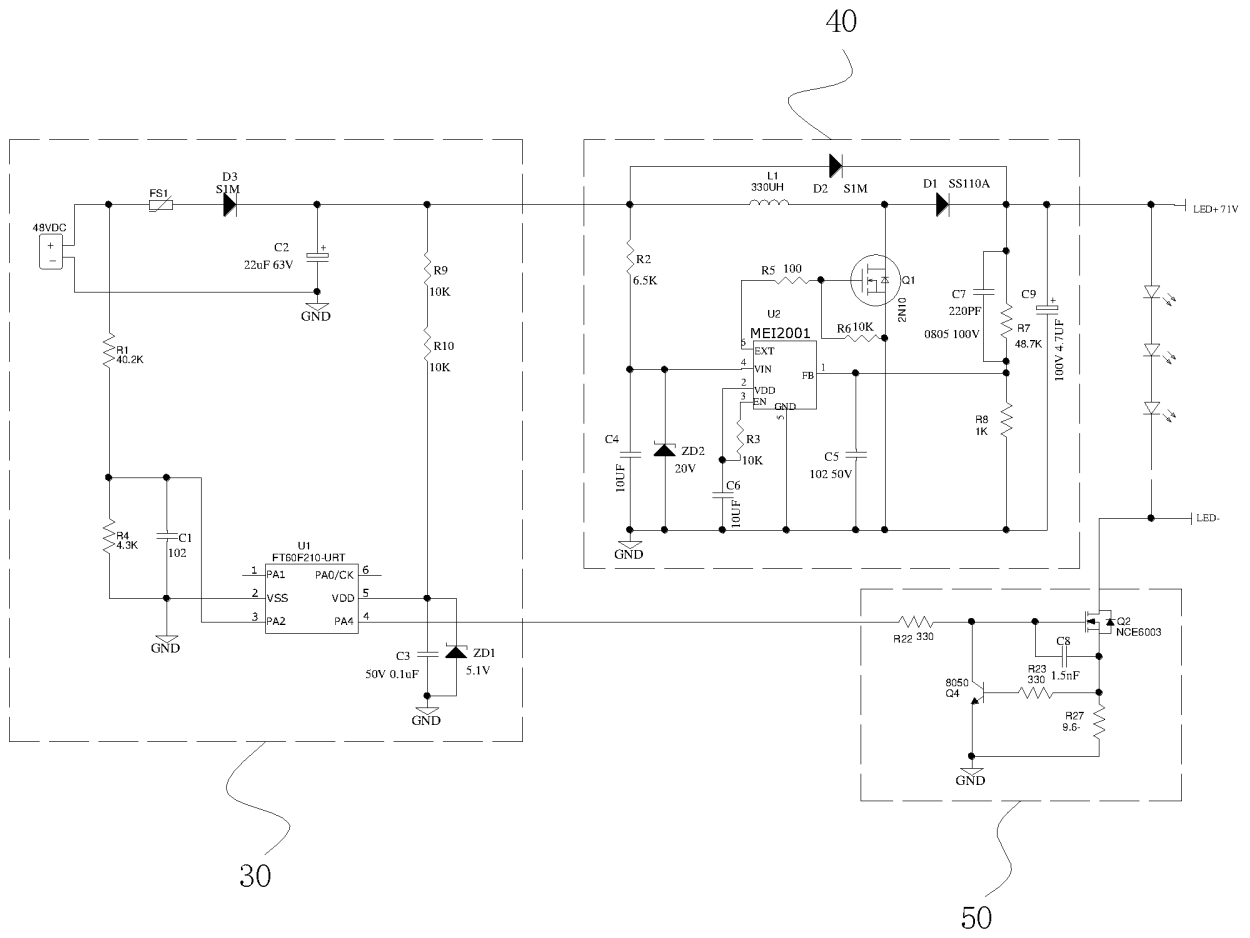 40
30
50
48VDC
+
−
FS1
D3
S1M
C2
22uF 63V
+
GND
R9
10K
R10
10K
R1
40.2K
R4
4.3K
C1
102
GND
U1
FT60F210-URT
1 PA1 PA0/CK 6
2 VSS VDD 5
3 PA2 PA4 4
C3
50V 0.1uF
ZD1
5.1V
GND
L1
330UH
D2 S1M
D1 SS110A
R2
6.5K
R5 100
Q1
2N10
R6 10K
U2
MEI2001
6 EXT
4 VIN
2 VDD
3 EN
FB 1
GND
5
R3
10K
C4
10UF
ZD2
20V
C6
10UF
C5
102 50V
C7
220PF
0805 100V
R7
48.7K
C9
+
100V 4.7UF
R8
1K
GND
LED+ 71V
LED-
R22 330
Q2
NCE6003
C8
1.5nF
R23
330
8050
Q4
R27
9.6-
GND